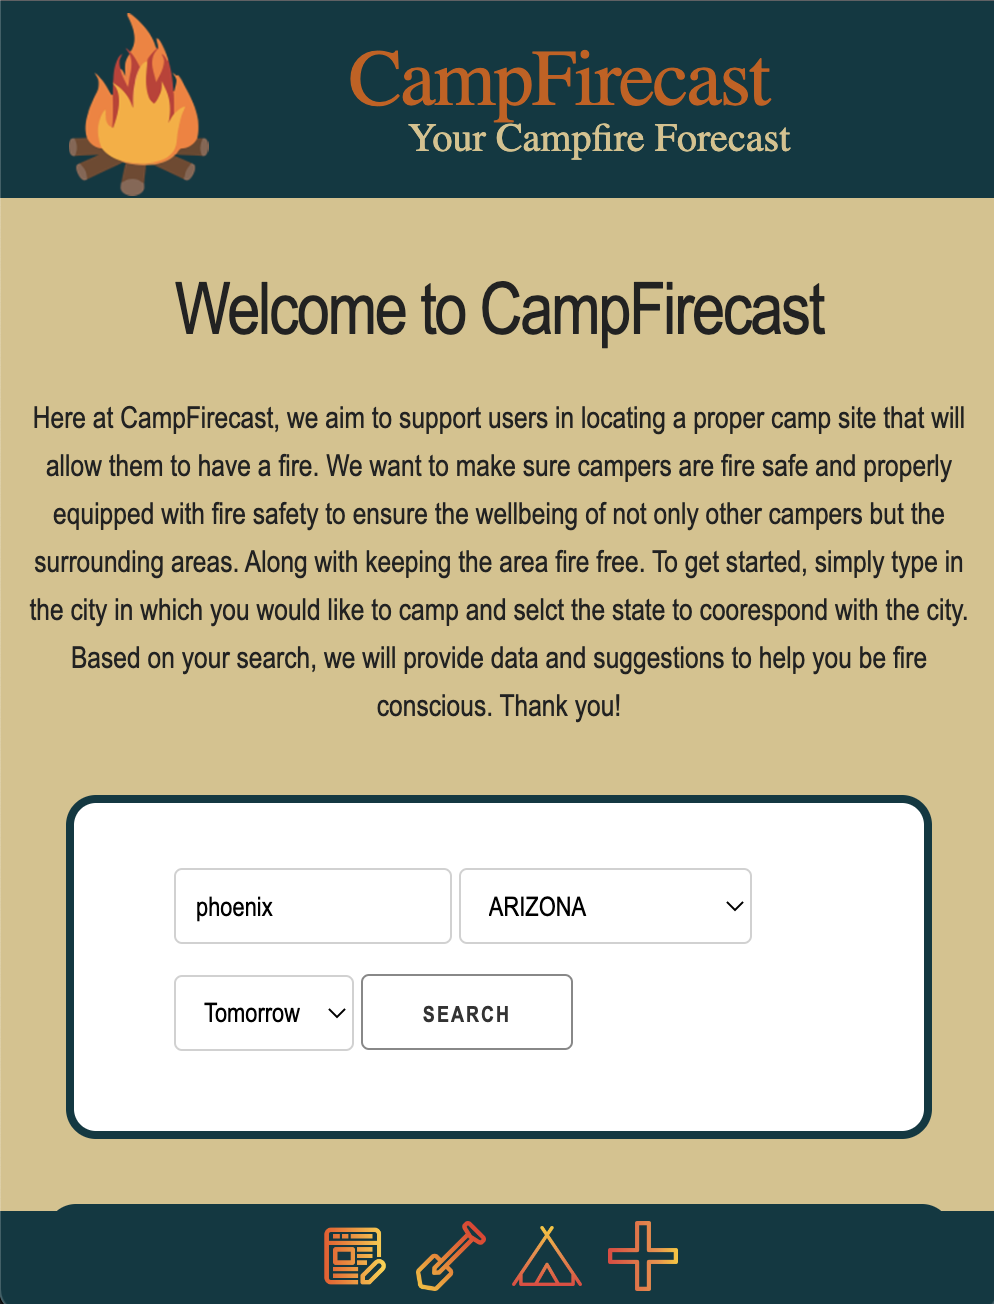 CampFirecast
Your Campfire Forecast
Welcome to CampFirecast
Here at CampFirecast, we aim to support users in locating a proper camp site that will
allow them to have a fire. We want to make sure campers are fire safe and properly
equipped with fire safety to ensure the wellbeing of not only other campers but the
surrounding areas. Along with keeping the area fire free. To get started, simply type in
the city in which you would like to camp and selct the state to coorespond with the city.
Based on your search, we will provide data and suggestions to help you be fire
conscious. Thank you!
phoenix
ARIZONA
Tomorrow
SEARCH